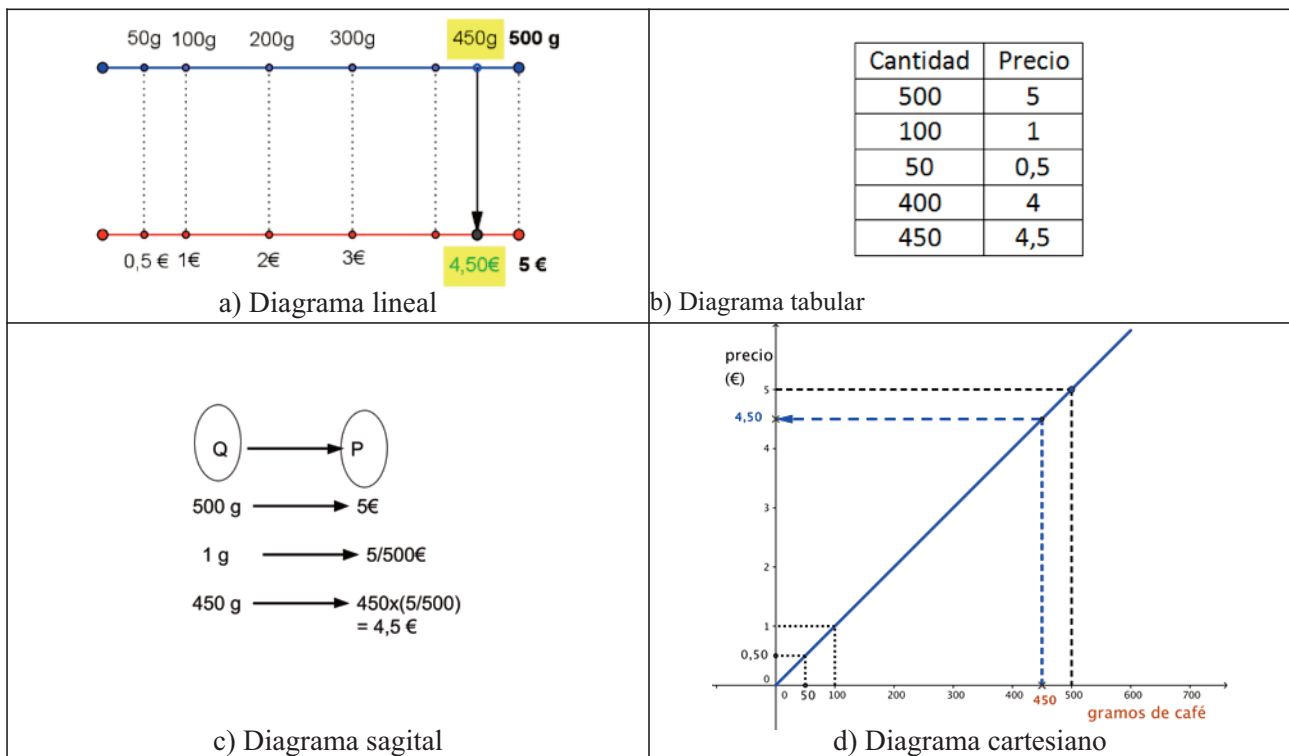 50g 100g 200g 300g 450g 500 g
0,5 € 1€ 2€ 3€ 4,50€ 5 €
a) Diagrama lineal
Cantidad Precio
500 5
100 1
50 0,5
400 4
450 4,5
b) Diagrama tabular
Q P
500 g 5€
1 g 5/500€
450 g 450x(5/500)
= 4,5 €
c) Diagrama sagital
precio
(€)
5
4,50
4
3
2
1
0,50
0
0 50 100 200 300 400 450 500 600 700
gramos de café
d) Diagrama cartesiano